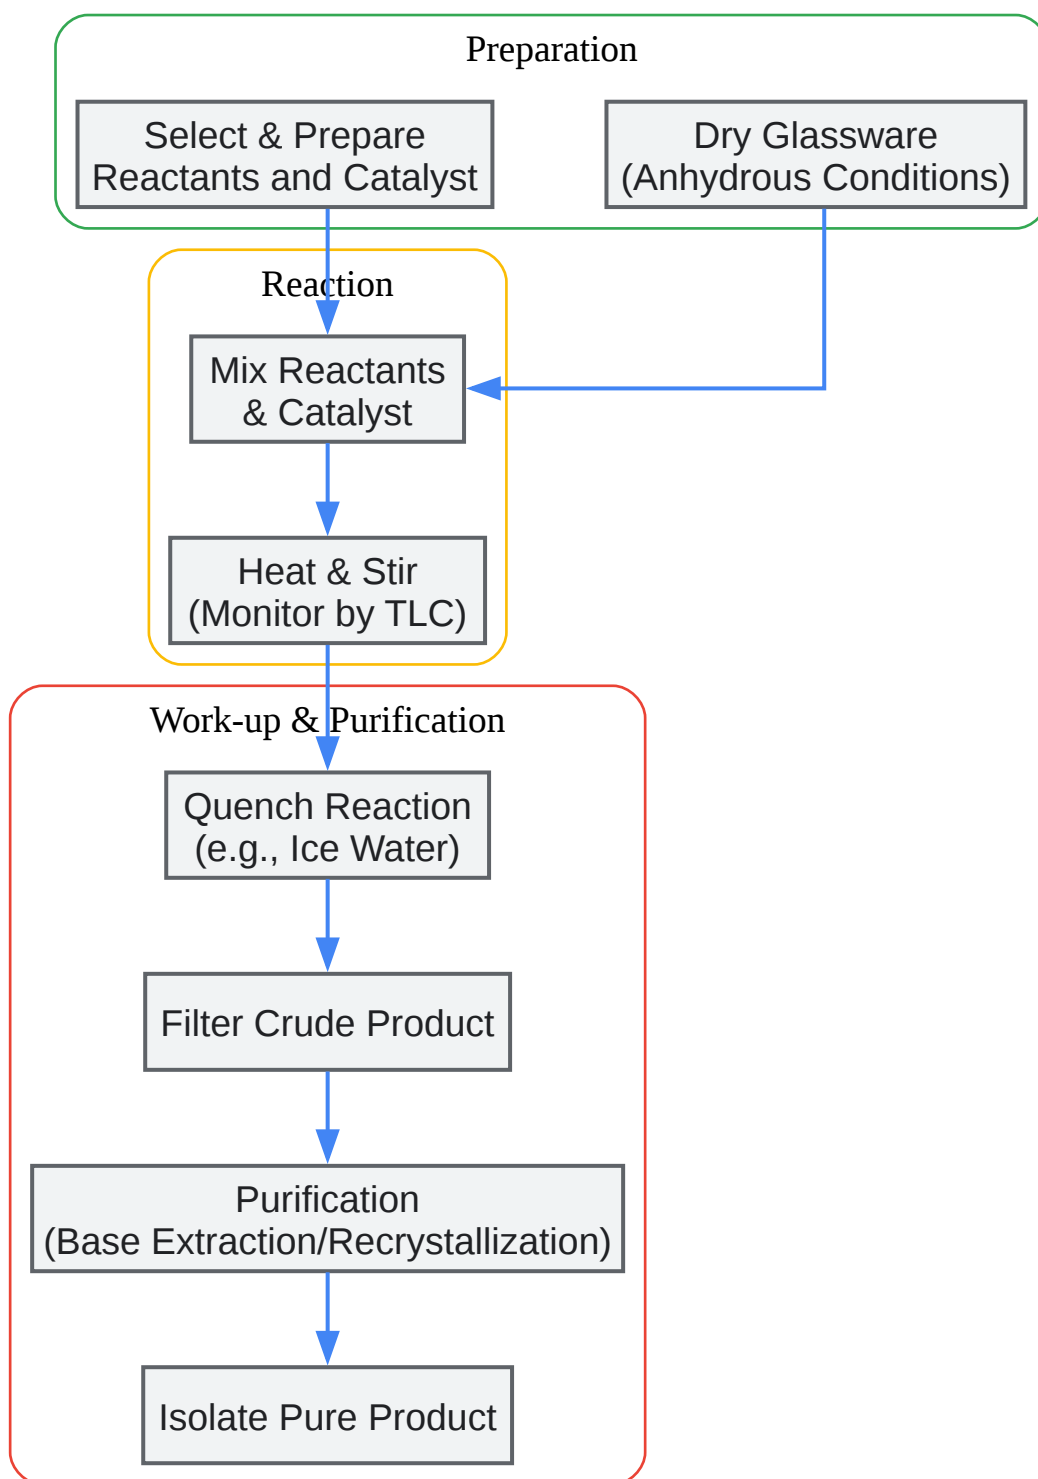 Preparation
Select & Prepare
Reactants and Catalyst
Dry Glassware
(Anhydrous Conditions)
Reaction
Mix Reactants
& Catalyst
Heat & Stir
(Monitor by TLC)
Work-up & Purification
Quench Reaction
(e.g., Ice Water)
Filter Crude Product
Purification
(Base Extraction/Recrystallization)
Isolate Pure Product